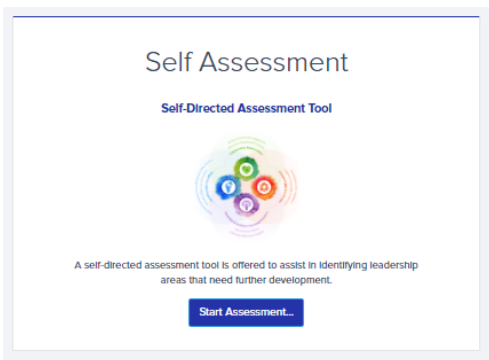 Self Assessment
Self-Directed Assessment Tool
A self-directed assessment tool is offered to assist in identifying leadership
areas that need further development.
Start Assessment...